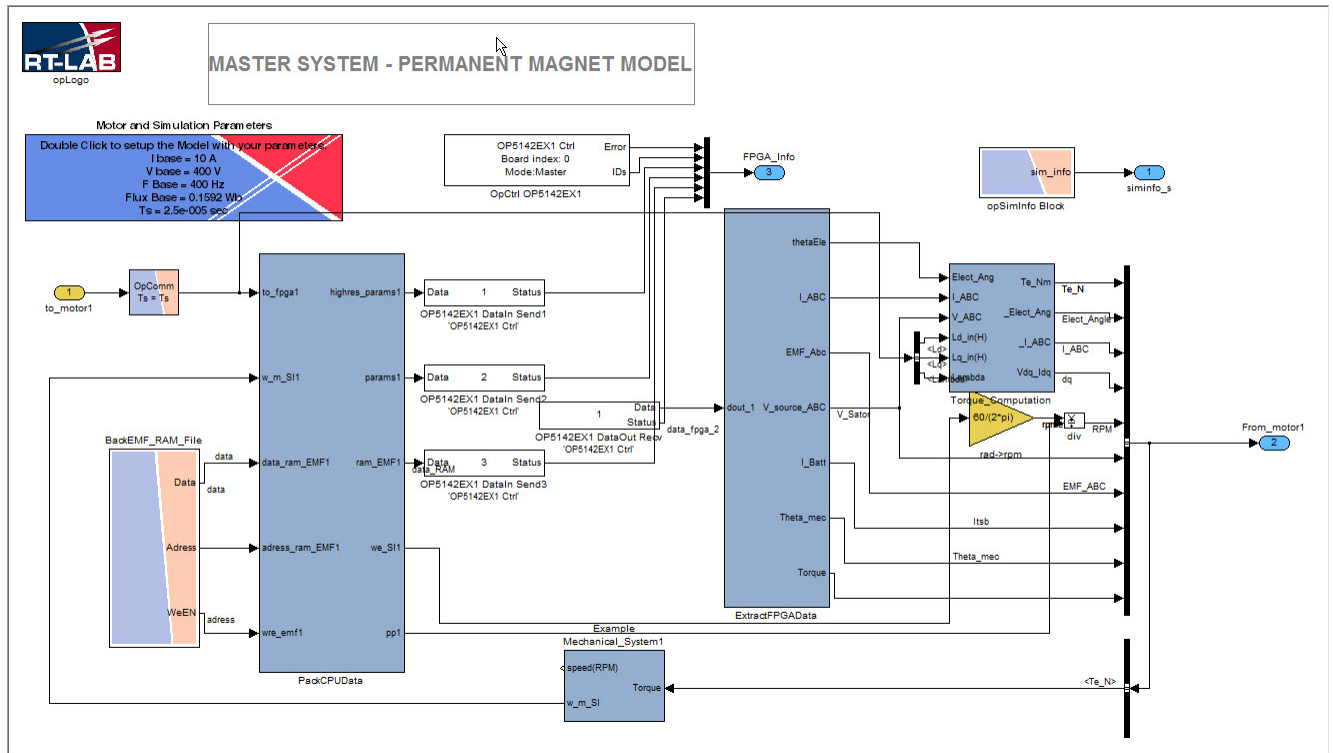 RT-LAB
opLogo
MASTER SYSTEM - PERMANENT MAGNET MODEL
Motor and Simulation Parameters
Double Click to setup the Model with your parameters.
I base = 10 A
V base = 400 V
F Base = 400 Hz
Flux Base = 0.1592 Wb
Ts = 2.5e-005 sec
OP5142EX1 Ctrl
Board index: 0
Mode:Master
Error
IDs
OpCtrl OP5142EX1
FPGA_Info
3
sim_info
opSimInfo Block
1
siminfo_s
1
to_motor1
OpComm
Ts = Ts
to_fpga1
w_m_SI1
data_ram_EMF1
adress_ram_EMF1
wre_emf1
highres_params1
params1
ram_EMF1
we_SI1
pp1
PackCPUData
BackEMF_RAM_File
Data
Adress
WeEN
data
data
adress
Data
1
Status
OP5142EX1 DataIn Send1
'OP5142EX1 Ctrl'
Data
2
Status
OP5142EX1 DataIn Send2
'OP5142EX1 Ctrl'
1
Data
Status
OP5142EX1 DataOut Recv
'OP5142EX1 Ctrl'
data_fpga_2
data_RAM
Data
3
Status
OP5142EX1 DataIn Send3
'OP5142EX1 Ctrl'
dout_1
thetaEle
I_ABC
EMF_Abc
V_source_ABC
I_Batt
Theta_mec
Torque
ExtractFPGAData
V_Sator
Elect_Ang
I_ABC
V_ABC
Ld_in(H)
Lq_in(H)
Lambda
<Ld>
<Lq>
<Lambda>
Te_Nm
_Elect_Ang
_I_ABC
Vdq_Idq
Torque_Computation
Te_N
Elect_Angle
I_ABC
dq
60/(2*pi)
rad->rpm
rpme
x
div
RPM
EMF_ABC
Itsb
Theta_mec
From_motor1
2
Example
Mechanical_System1
speed(RPM)
w_m_SI
Torque
<Te_N>